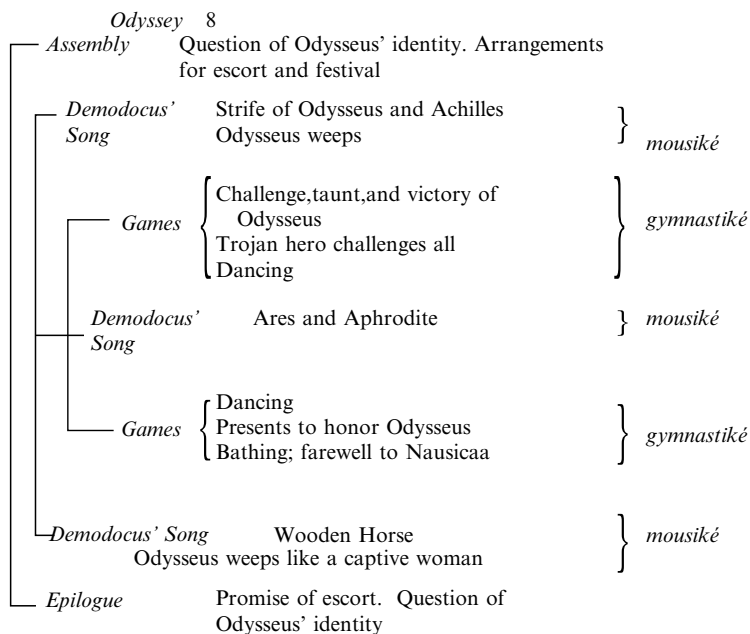 Odyssey 8
Assembly Question of Odysseus’ identity. Arrangements
for escort and festival
Demodocus’ Strife of Odysseus and Achilles
Song Odysseus weeps } mousiké
Challenge,taunt,and victory of
Games Odysseus gymnastiké
Trojan hero challenges all
Dancing
Demodocus’ Ares and Aphrodite } mousiké
Song
Dancing
Games Presents to honor Odysseus gymnastiké
Bathing; farewell to Nausicaa
Demodocus’ Song Wooden Horse mousiké
Odysseus weeps like a captive woman
Epilogue Promise of escort. Question of
Odysseus’ identity